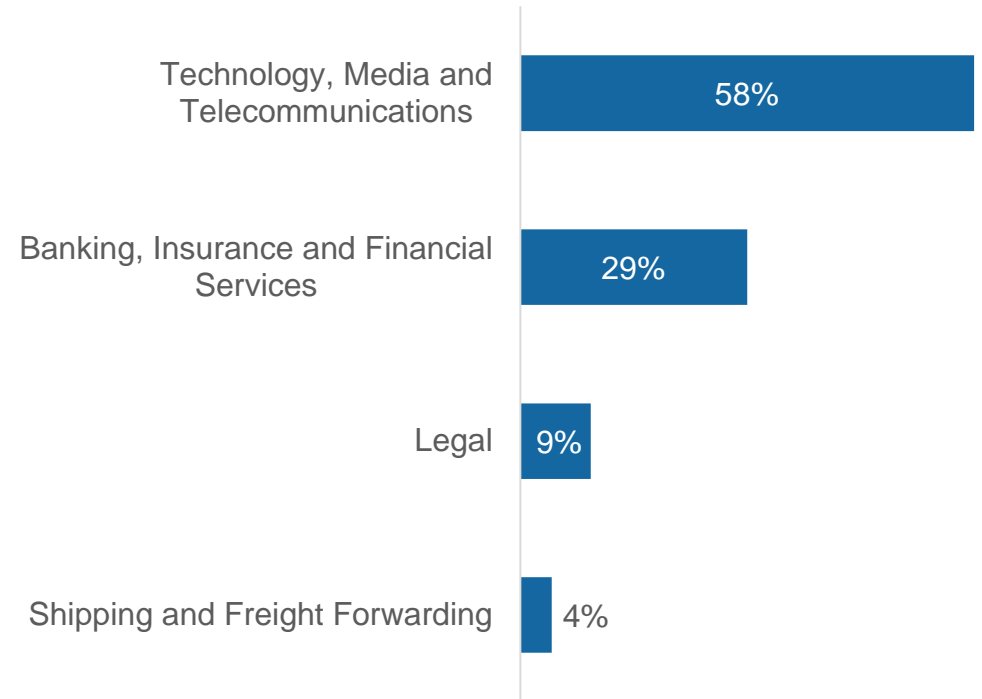 Technology, Media and
Telecommunications
58%
Banking, Insurance and Financial
Services
29%
Legal
9%
Shipping and Freight Forwarding
4%